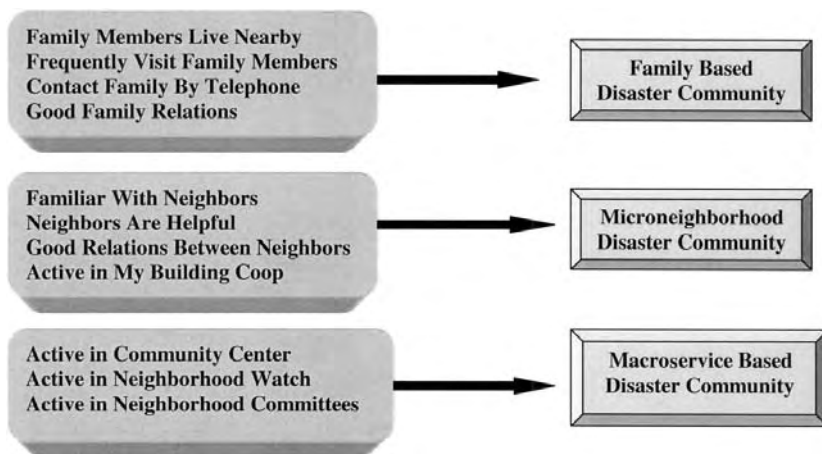 Family Members Live Nearby
Frequently Visit Family Members
Contact Family By Telephone
Good Family Relations
Family Based
Disaster Community
Familiar With Neighbors
Neighbors Are Helpful
Good Relations Between Neighbors
Active in My Building Coop
Microneighborhood
Disaster Community
Active in Community Center
Active in Neighborhood Watch
Active in Neighborhood Committees
Macroservice Based
Disaster Community